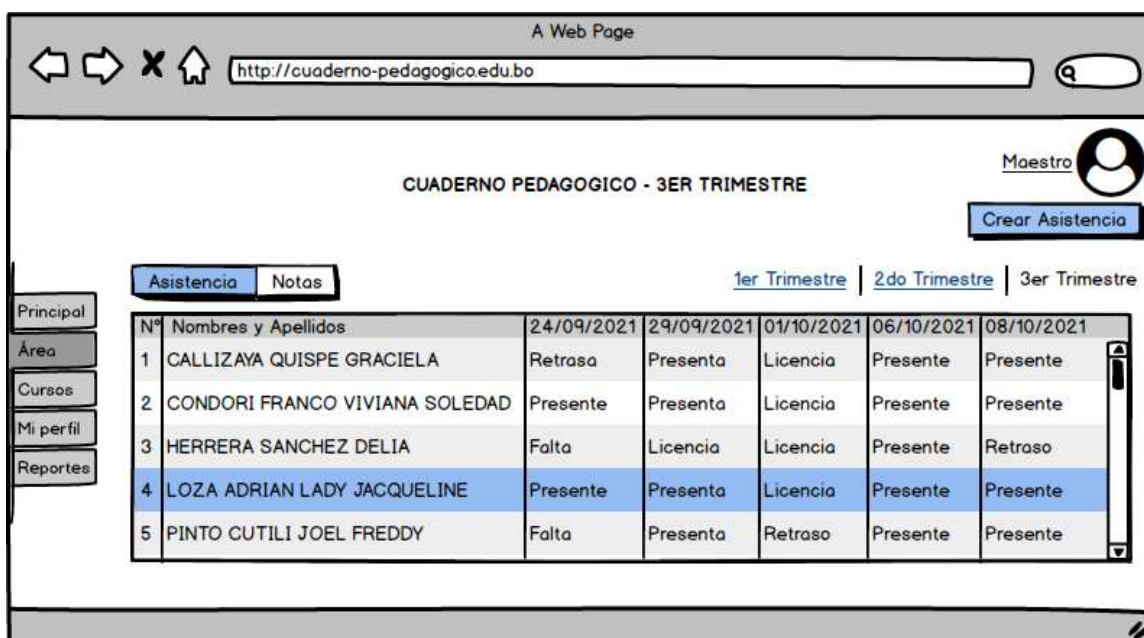 A Web Page
http://cuaderno-pedagogico.edu.bo
Maestro
CUADERNO PEDAGOGICO - 3ER TRIMESTRE
Crear Asistencia
Asistencia Notas 1er Trimestre 2do Trimestre 3er Trimestre
Principal
Área
Cursos
Mi perfil
Reportes
Nº Nombres y Apellidos 24/09/2021 29/09/2021 01/10/2021 06/10/2021 08/10/2021
1 CALLIZAYA QUISPE GRACIELA Retrasa Presenta Licencia Presente Presente
2 CONDORI FRANCO VIVIANA SOLEDAD Presente Presenta Licencia Presente Presente
3 HERRERA SANCHEZ DELIA Falta Licencia Licencia Presente Retraso
4 LOZA ADRIAN LADY JACQUELINE Presente Presenta Licencia Presente Presente
5 PINTO CUTILI JOEL FREDDY Falta Presenta Retraso Presente Presente